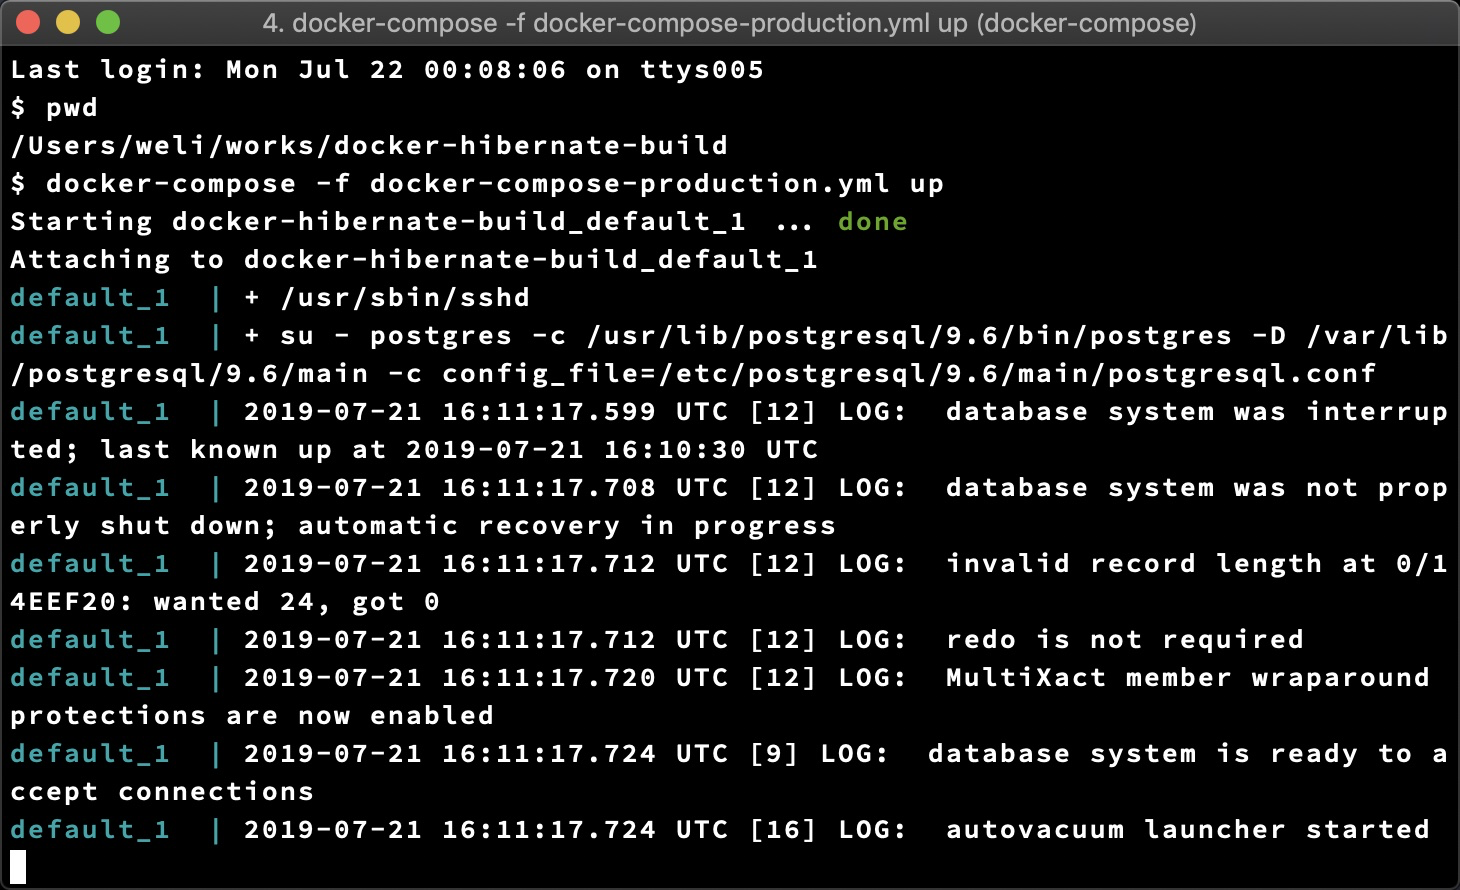 4. docker-compose -f docker-compose-production.yml up (docker-compose)
Last login: Mon Jul 22 00:08:06 on ttys005
$ pwd
/Users/weli/works/docker-hibernate-build
$ docker-compose -f docker-compose-production.yml up
Starting docker-hibernate-build_default_1 ... done
Attaching to docker-hibernate-build_default_1
default_1  | + /usr/sbin/sshd
default_1  | + su - postgres -c /usr/lib/postgresql/9.6/bin/postgres -D /var/lib
/postgresql/9.6/main -c config_file=/etc/postgresql/9.6/main/postgresql.conf
default_1  | 2019-07-21 16:11:17.599 UTC [12] LOG:  database system was interrup
ted; last known up at 2019-07-21 16:10:30 UTC
default_1  | 2019-07-21 16:11:17.708 UTC [12] LOG:  database system was not prop
erly shut down; automatic recovery in progress
default_1  | 2019-07-21 16:11:17.712 UTC [12] LOG:  invalid record length at 0/1
4EEF20: wanted 24, got 0
default_1  | 2019-07-21 16:11:17.712 UTC [12] LOG:  redo is not required
default_1  | 2019-07-21 16:11:17.720 UTC [12] LOG:  MultiXact member wraparound
protections are now enabled
default_1  | 2019-07-21 16:11:17.724 UTC [9] LOG:  database system is ready to a
ccept connections
default_1  | 2019-07-21 16:11:17.724 UTC [16] LOG:  autovacuum launcher started